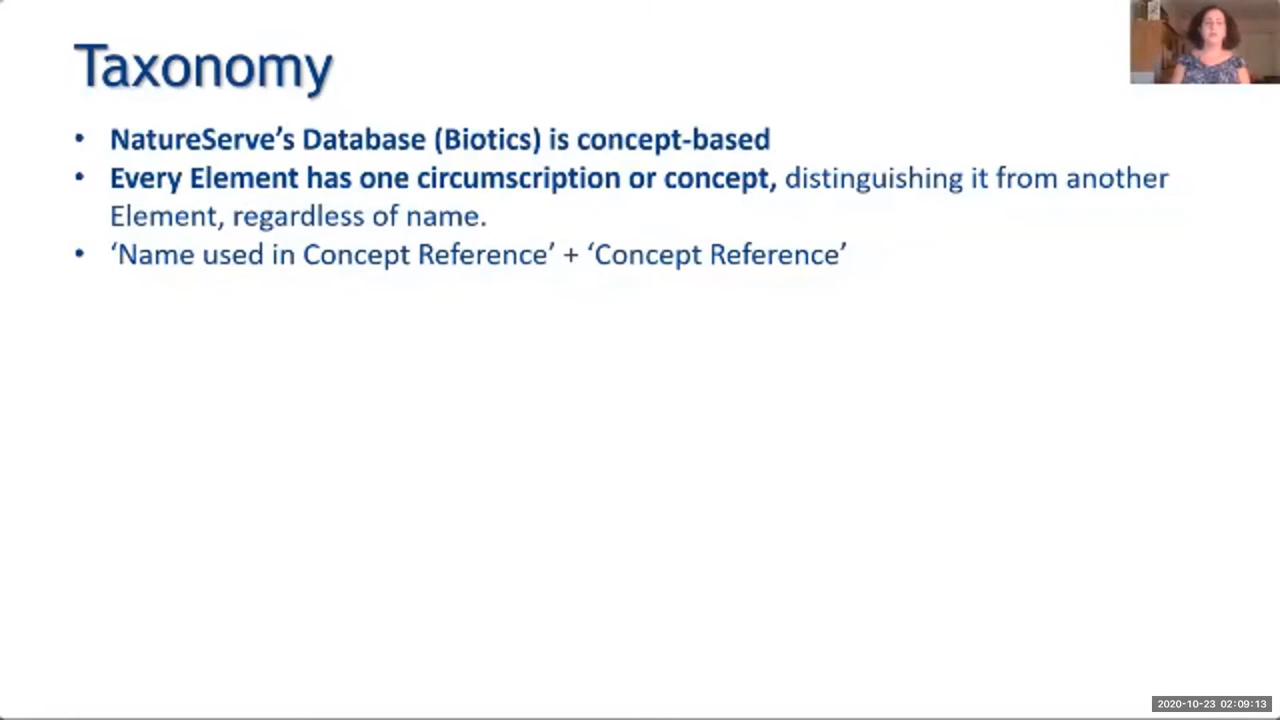 Taxonomy
• NatureServe’s Database (Biotics) is concept-based
• Every Element has one circumscription or concept, distinguishing it from another
Element, regardless of name.
• ‘Name used in Concept Reference’ + ‘Concept Reference’
2020-10-23 02:09:13